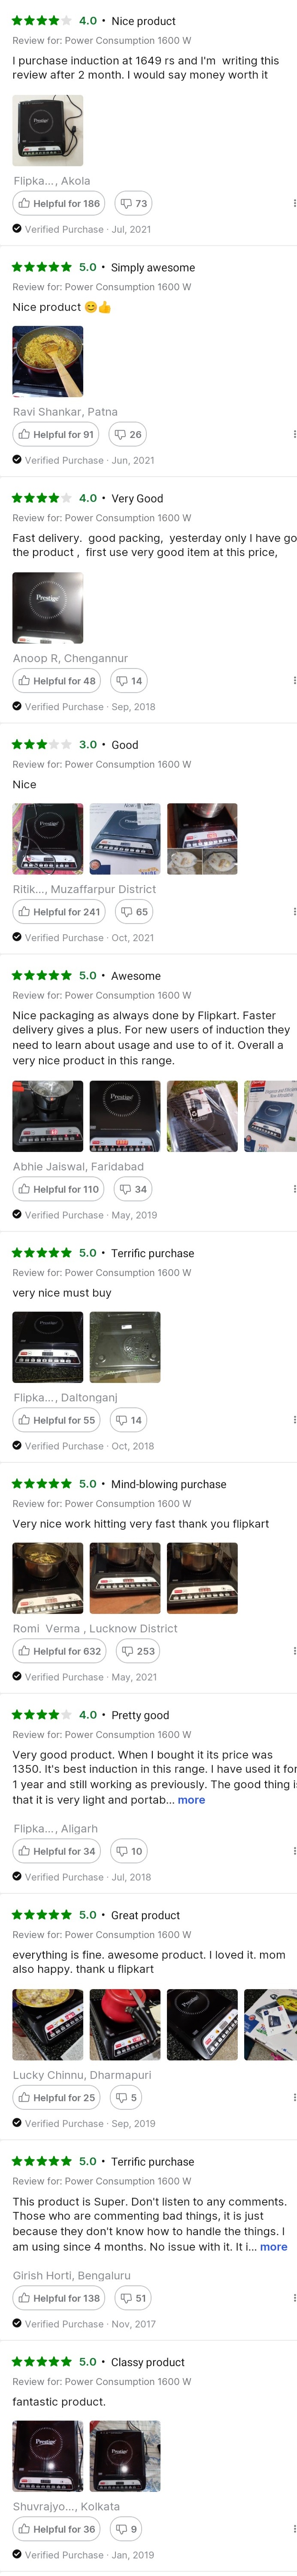 4.0 • Nice product
Review for: Power Consumption 1600 W
I purchase induction at 1649 rs and I'm writing this
review after 2 month. I would say money worth it
Prestige
Flipka..., Akola
Helpful for 186 73
Verified Purchase · Jul, 2021
5.0 • Simply awesome
Review for: Power Consumption 1600 W
Nice product 😊👍
Ravi Shankar, Patna
Helpful for 91 26
Verified Purchase · Jun, 2021
4.0 • Very Good
Review for: Power Consumption 1600 W
Fast delivery. good packing, yesterday only I have go
the product , first use very good item at this price,
Prestige
Anoop R, Chengannur
Helpful for 48 14
Verified Purchase · Sep, 2018
3.0 • Good
Review for: Power Consumption 1600 W
Nice
Ritik..., Muzaffarpur District
Helpful for 241 65
Verified Purchase · Oct, 2021
5.0 • Awesome
Review for: Power Consumption 1600 W
Nice packaging as always done by Flipkart. Faster
delivery gives a plus. For new users of induction they
need to learn about usage and use to of it. Overall a
very nice product in this range.
Prestige
Abhie Jaiswal, Faridabad
Helpful for 110 34
Verified Purchase · May, 2019
5.0 • Terrific purchase
Review for: Power Consumption 1600 W
very nice must buy
Flipka..., Daltonganj
Helpful for 55 14
Verified Purchase · Oct, 2018
5.0 • Mind-blowing purchase
Review for: Power Consumption 1600 W
Very nice work hitting very fast thank you flipkart
Romi Verma , Lucknow District
Helpful for 632 253
Verified Purchase · May, 2021
4.0 • Pretty good
Review for: Power Consumption 1600 W
Very good product. When I bought it its price was
1350. It's best induction in this range. I have used it for
1 year and still working as previously. The good thing is
that it is very light and portab... more
Flipka..., Aligarh
Helpful for 34 10
Verified Purchase · Jul, 2018
5.0 • Great product
Review for: Power Consumption 1600 W
everything is fine. awesome product. I loved it. mom
also happy. thank u flipkart
Lucky Chinnu, Dharmapuri
Helpful for 25 5
Verified Purchase · Sep, 2019
5.0 • Terrific purchase
Review for: Power Consumption 1600 W
This product is Super. Don't listen to any comments.
Those who are commenting bad things, it is just
because they don't know how to handle the things. I
am using since 4 months. No issue with it. It i... more
Girish Horti, Bengaluru
Helpful for 138 51
Verified Purchase · Nov, 2017
5.0 • Classy product
Review for: Power Consumption 1600 W
fantastic product.
Prestige Prestige
Shuvrajyo..., Kolkata
Helpful for 36 9
Verified Purchase · Jan, 2019